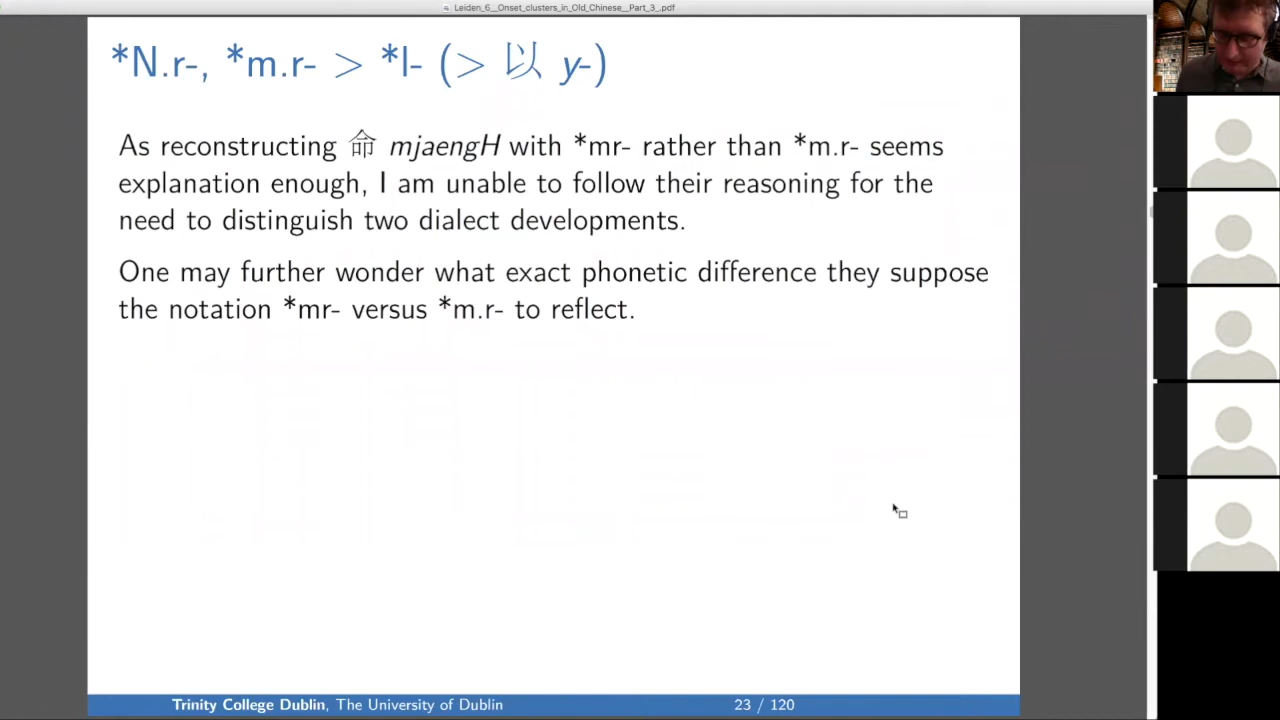 Leiden_6__Onset_clusters_in_Old_Chinese__Part_3_.pdf
*N.r-, *m.r- > *l- (> 以 y-)
As reconstructing 命 mjaengH with *mr- rather than *m.r- seems
explanation enough, I am unable to follow their reasoning for the
need to distinguish two dialect developments.
One may further wonder what exact phonetic difference they suppose
the notation *mr- versus *m.r- to reflect.
Trinity College Dublin, The University of Dublin
23 / 120